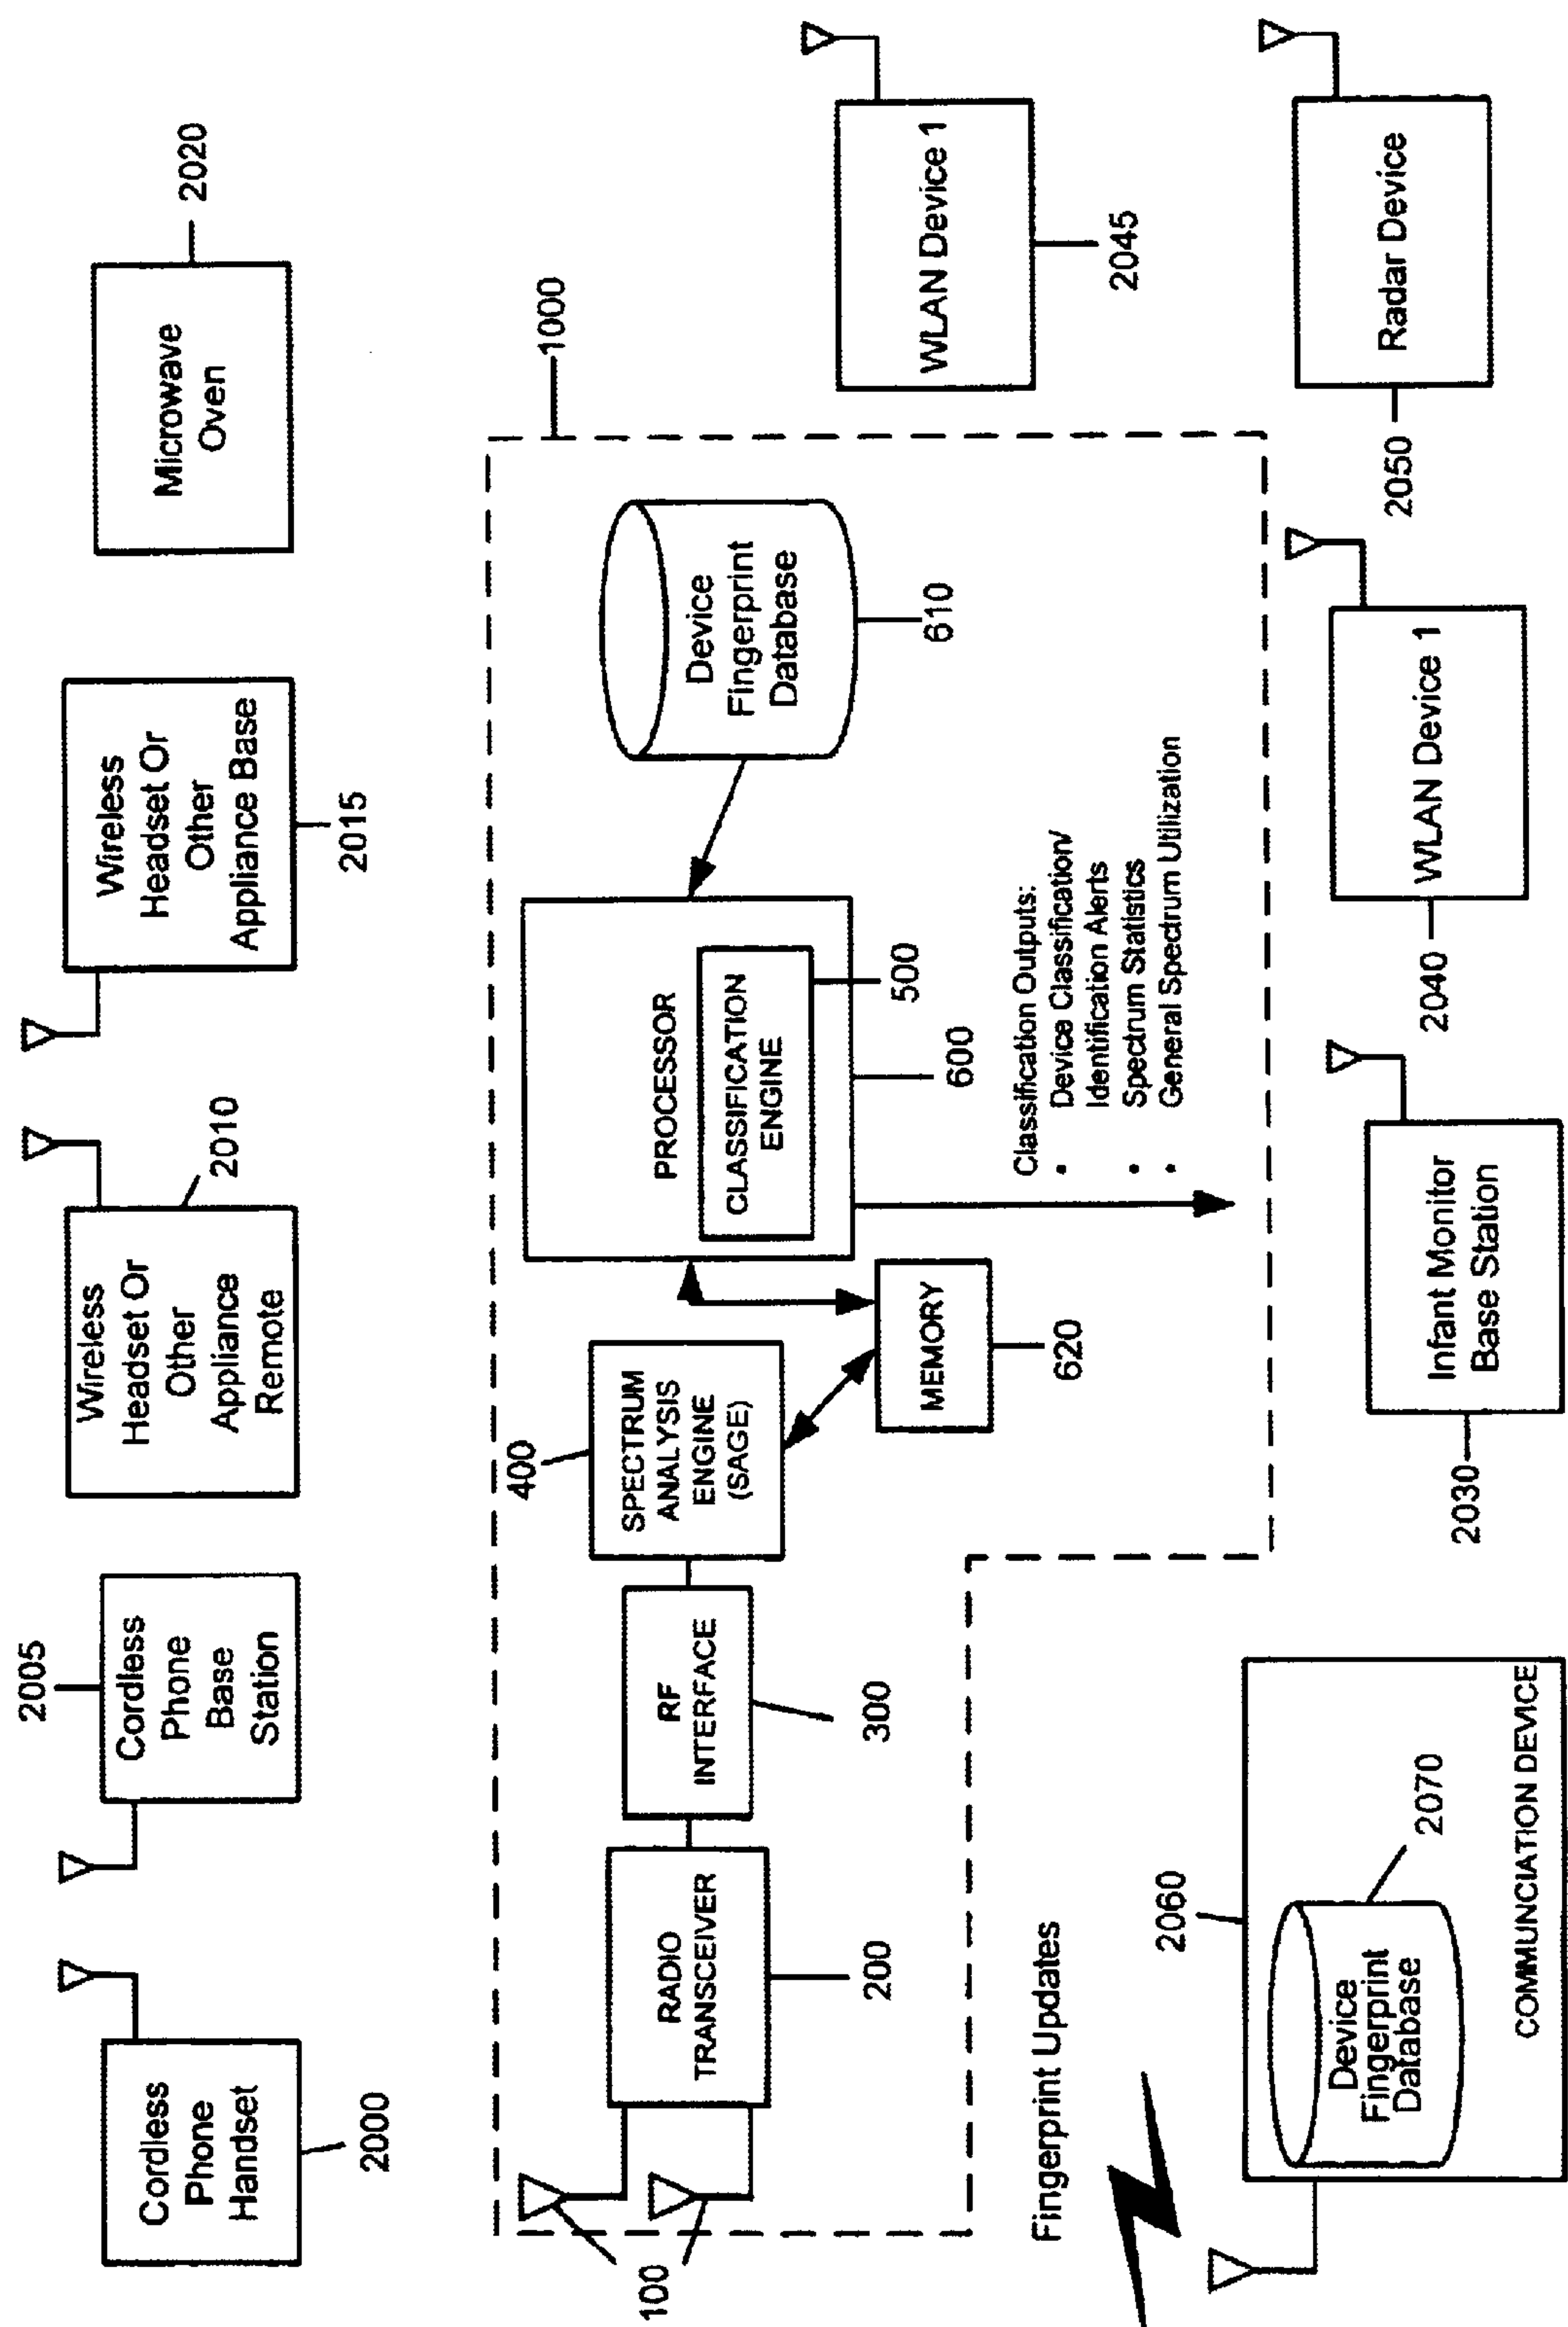 Cordless
Phone
Handset
2000
2005
Cordless
Phone
Base
Station
Wireless
Headset Or
Other
Appliance
Remote
2010
Wireless
Headset Or
Other
Appliance Base
2015
Microwave
Oven
2020
1000
100
RADIO
TRANSCEIVER
200
RF
INTERFACE
300
400
SPECTRUM
ANALYSIS
ENGINE
(SAGE)
MEMORY
620
PROCESSOR
CLASSIFICATION
ENGINE
500
600
Device
Fingerprint
Database
610
Classification Outputs:
• Device Classification/
Identification Alerts
• Spectrum Statistics
• General Spectrum Utilization
WLAN Device 1
2045
Fingerprint Updates
2060
Device
Fingerprint
Database
2070
COMMUNCIATION DEVICE
Infant Monitor
Base Station
2030
WLAN Device 1
2040
Radar Device
2050